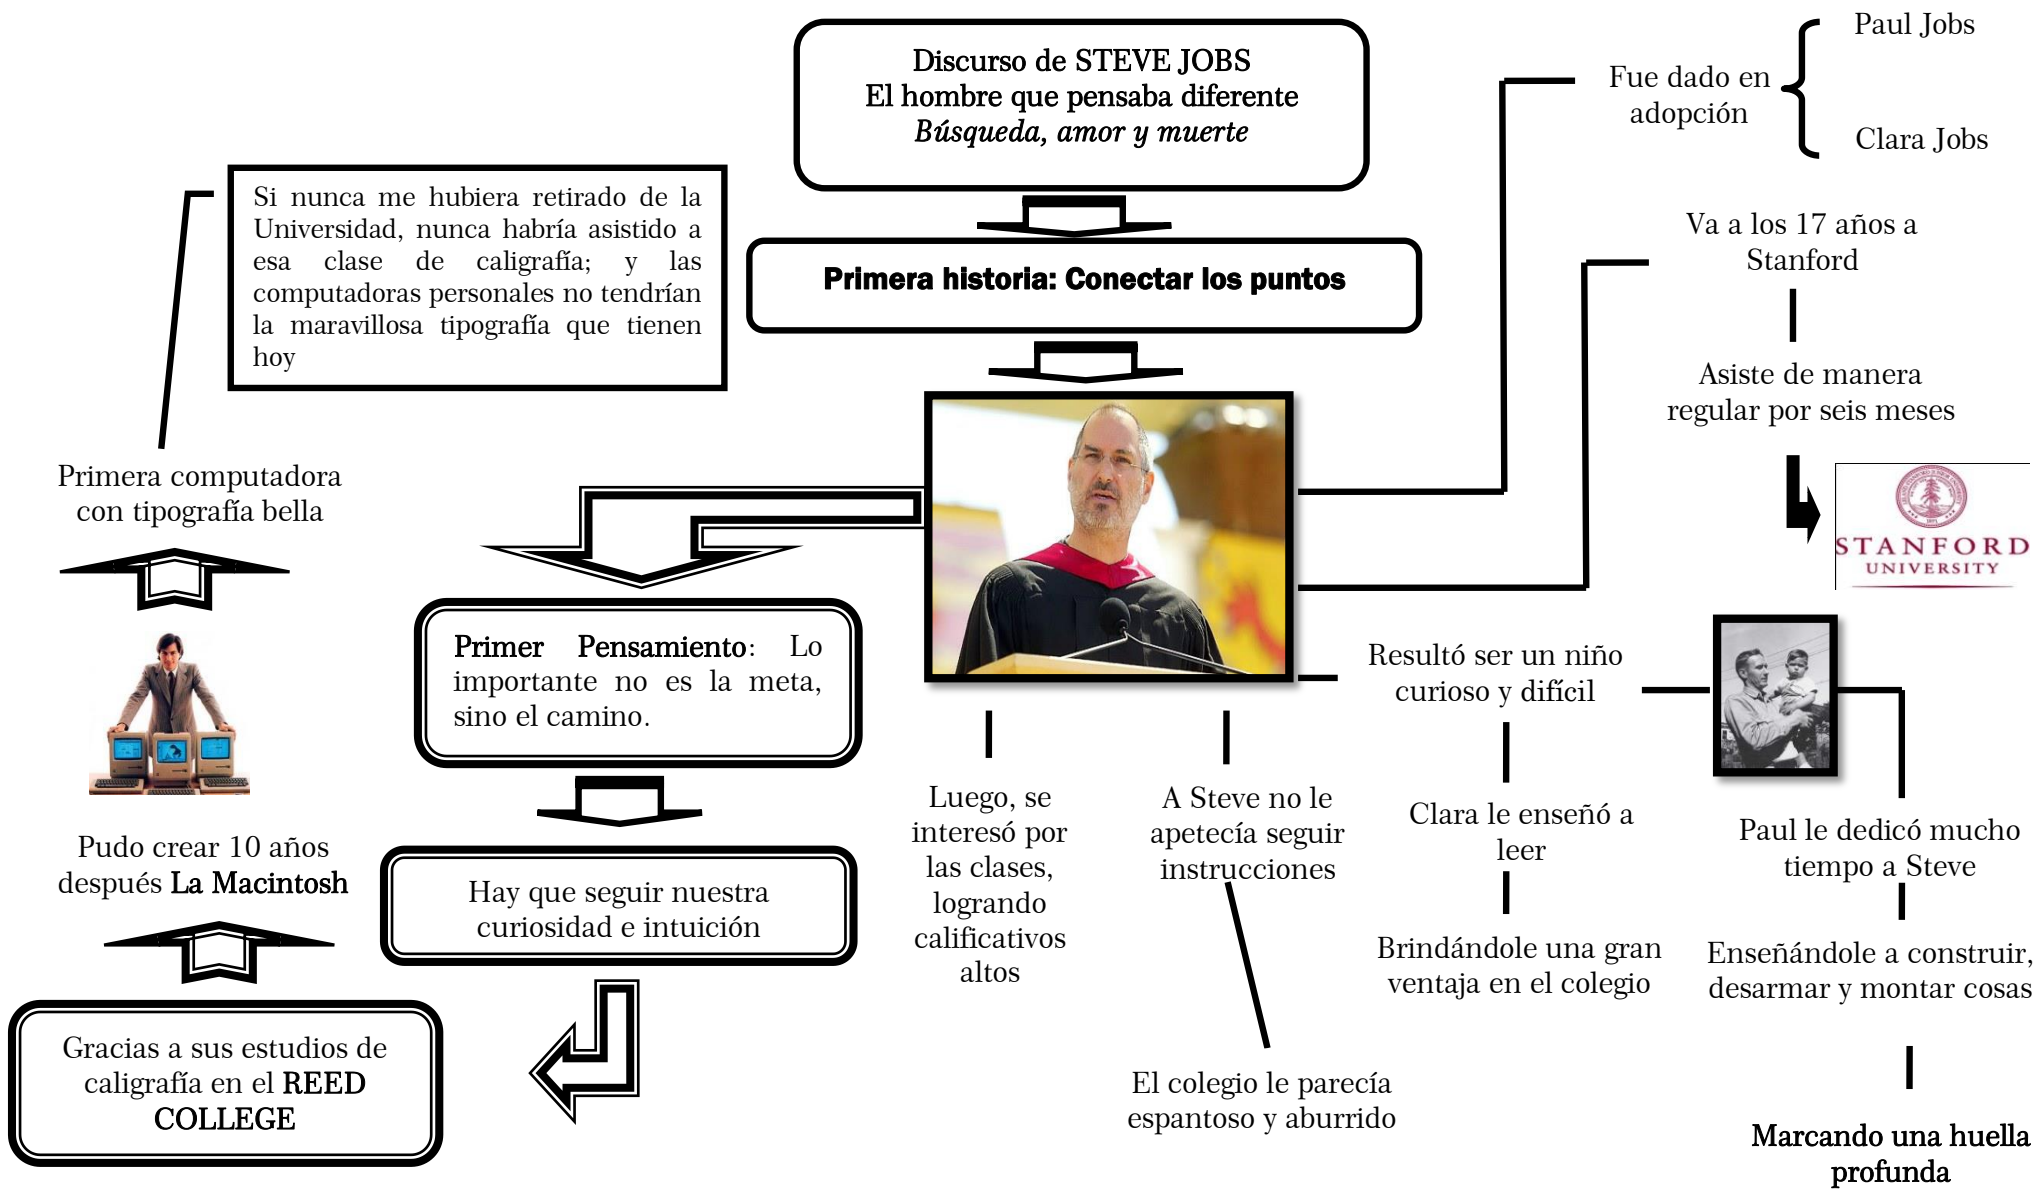 Discurso de STEVE JOBS
El hombre que pensaba diferente
Búsqueda, amor y muerte
Primera historia: Conectar los puntos
Fue dado en
adopción
Paul Jobs
Clara Jobs
Va a los 17 años a
Stanford
Asiste de manera
regular por seis meses
STANFORD
UNIVERSITY
Resultó ser un niño
curioso y difícil
Clara le enseñó a
leer
Brindándole una gran
ventaja en el colegio
Paul le dedicó mucho
tiempo a Steve
Enseñándole a construir,
desarmar y montar cosas
Marcando una huella
profunda
A Steve no le
apetecía seguir
instrucciones
El colegio le parecía
espantoso y aburrido
Luego, se
interesó por
las clases,
logrando
calificativos
altos
Primer Pensamiento: Lo
importante no es la meta,
sino el camino.
Hay que seguir nuestra
curiosidad e intuición
Gracias a sus estudios de
caligrafía en el REED
COLLEGE
Pudo crear 10 años
después La Macintosh
Primera computadora
con tipografía bella
Si nunca me hubiera retirado de la
Universidad, nunca habría asistido a
esa clase de caligrafía; y las
computadoras personales no tendrían
la maravillosa tipografía que tienen
hoy